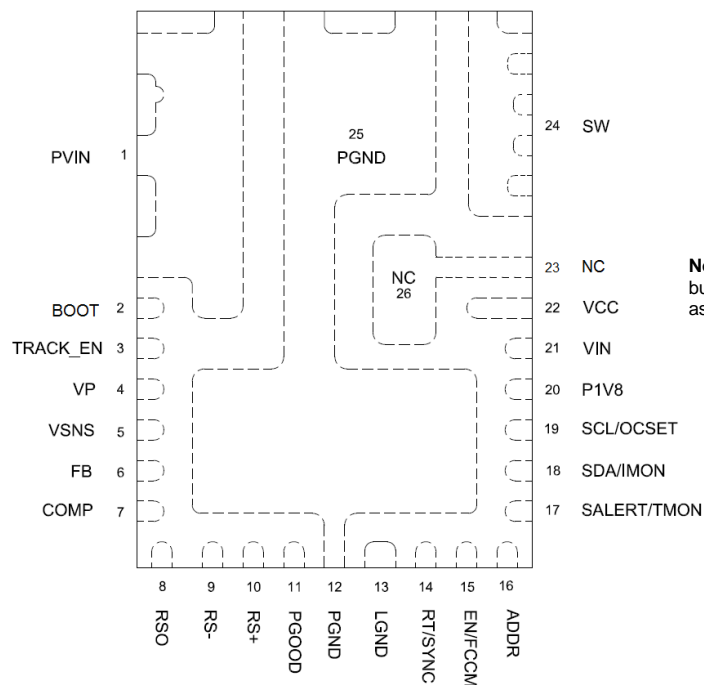 25
PGND
24 SW
PVIN 1
23 NC
NC
26
BOOT 2
22 VCC
TRACK_EN 3
21 VIN
VP 4
20 P1V8
VSNS 5
19 SCL/OCSET
FB 6
18 SDA/IMON
COMP 7
17 SALERT/TMON
8 9 10 11 12 13 14 15 16
RSO
RS-
RS+
PGOOD
PGND
LGND
RT/SYNC
EN/FCCM
ADDR
as